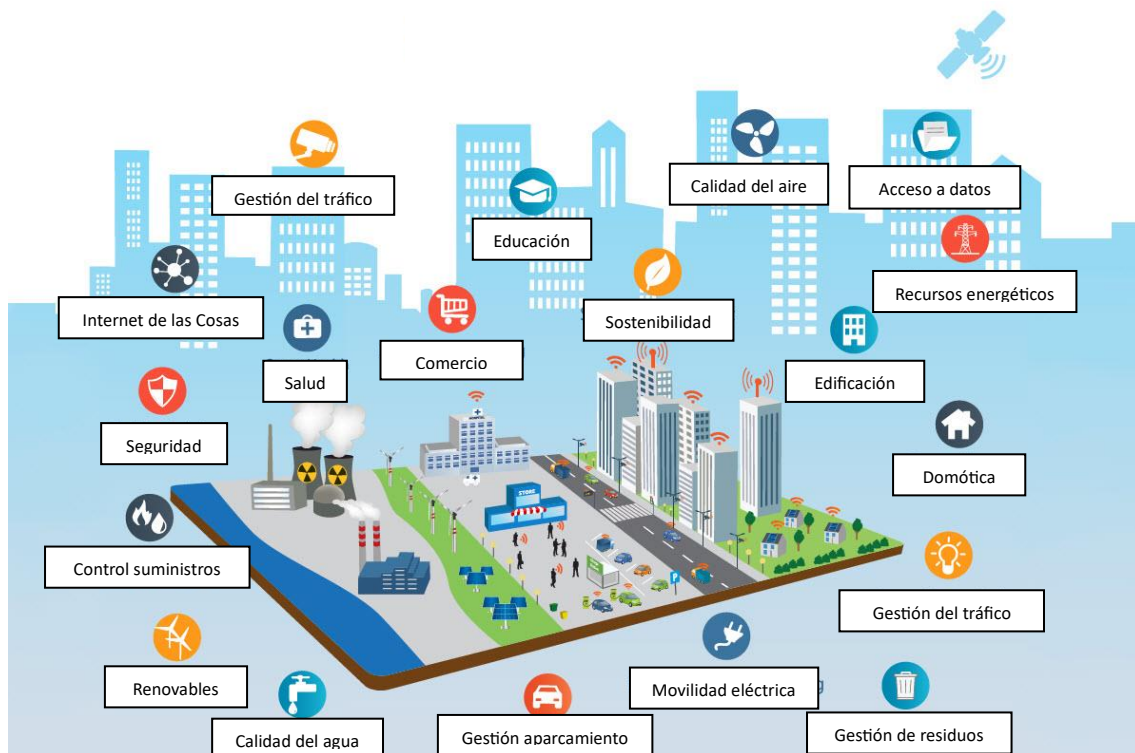 Gestión del tráfico
Calidad del aire
Acceso a datos
Educación
Internet de las Cosas
Sostenibilidad
Recursos energéticos
Salud
Comercio
Edificación
Seguridad
Domótica
STORE
Control suministros
P
Gestión del tráfico
Renovables
Movilidad eléctrica
Calidad del agua
Gestión aparcamiento
Gestión de residuos